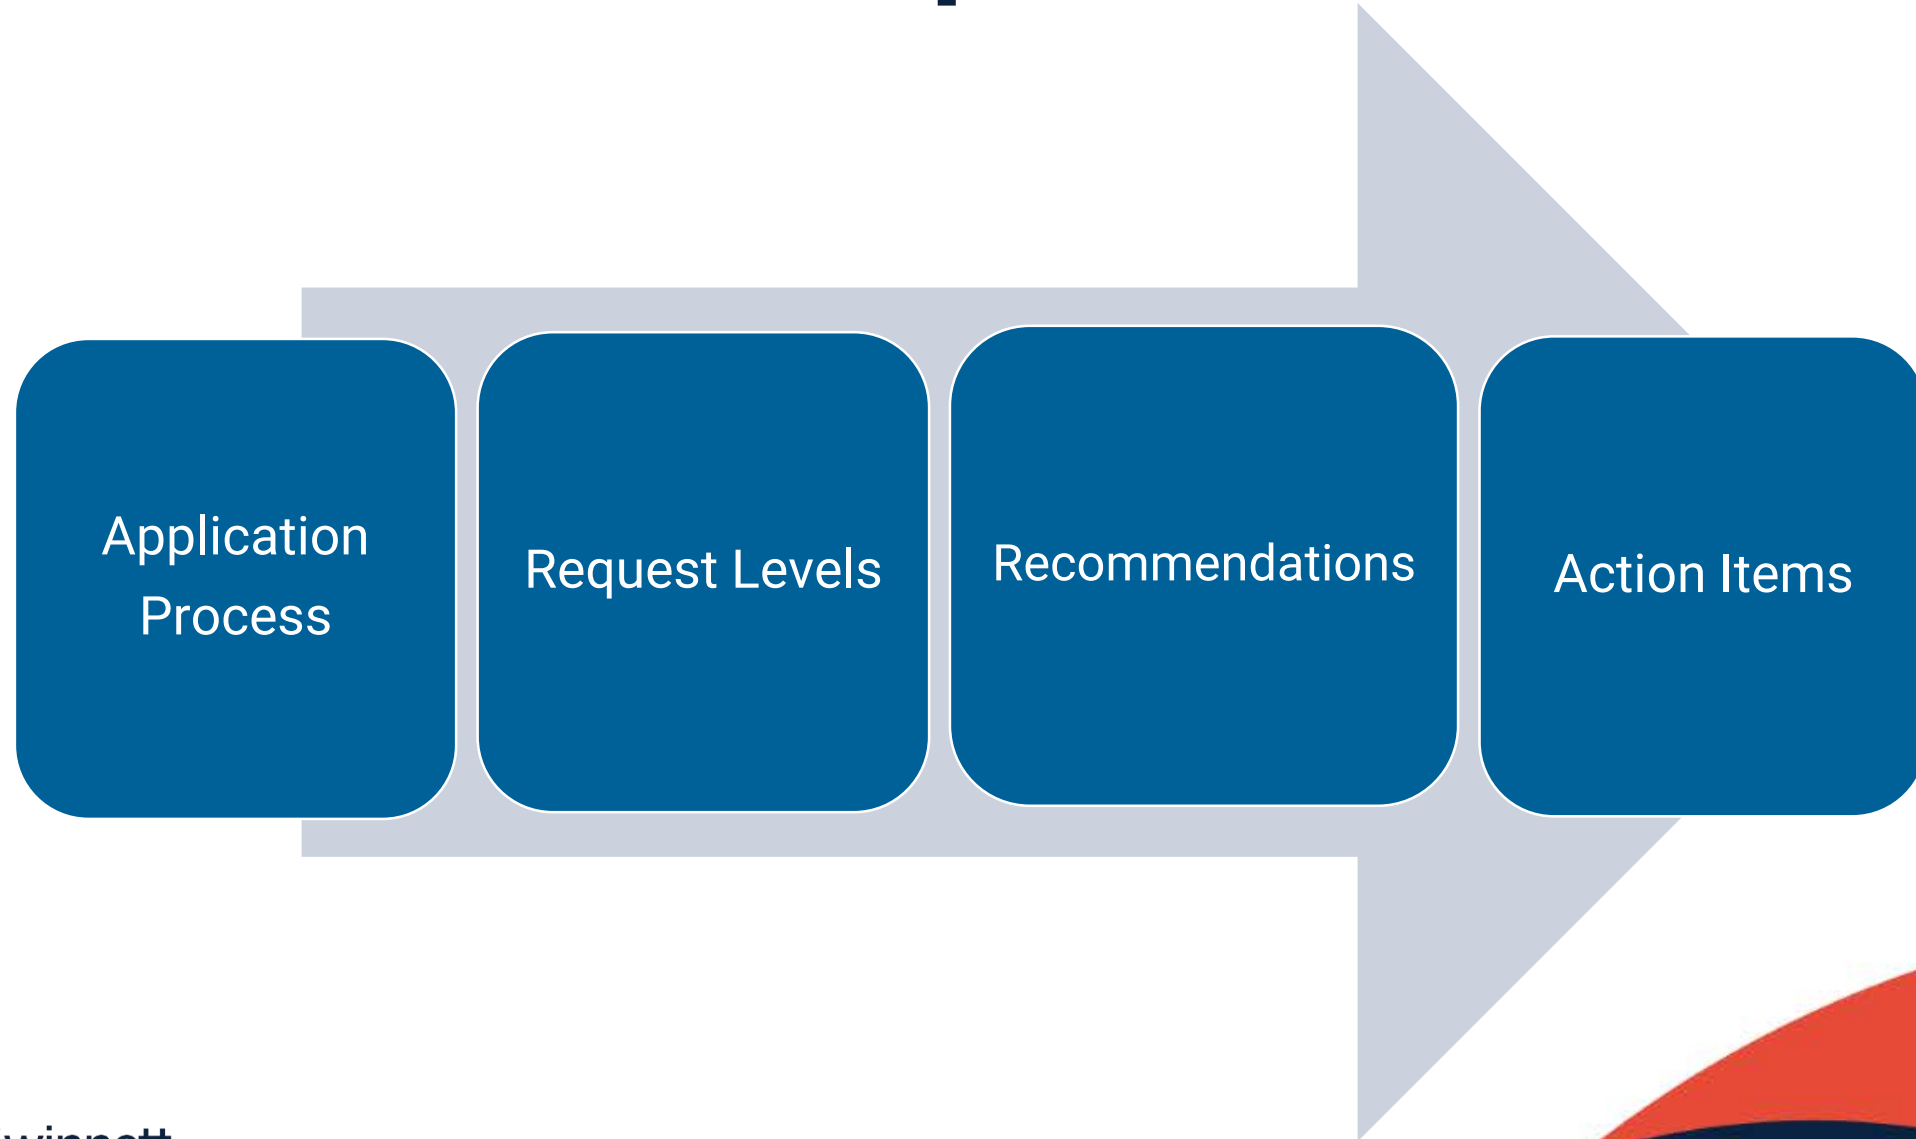 Application
Process
Request Levels
Recommendations
Action Items